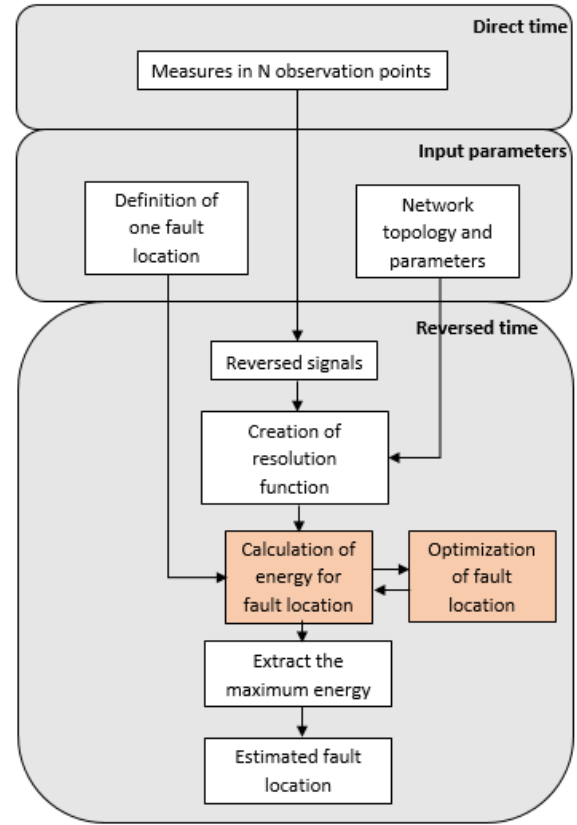 Direct time
Measures in N observation points
Input parameters
Definition of
one fault
location
Network
topology and
parameters
Reversed time
Reversed signals
Creation of
resolution
function
Calculation of
energy for
fault location
Optimization
of fault
location
Extract the
maximum energy
Estimated fault
location